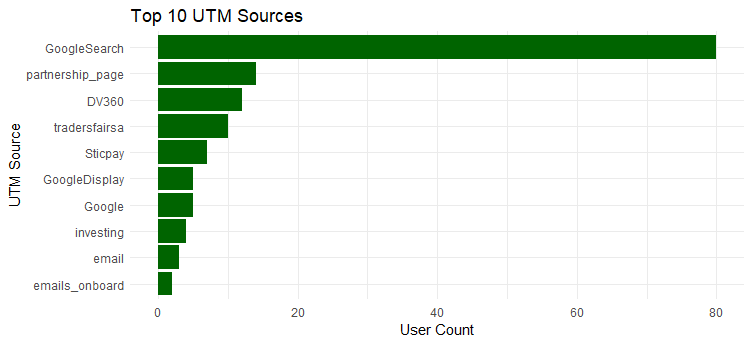 Top 10 UTM Sources
UTM Source
GoogleSearch
partnership_page
DV360
tradersfairsa
Sticpay
GoogleDisplay
Google
investing
email
emails_onboard
0 20 40 60 80
User Count